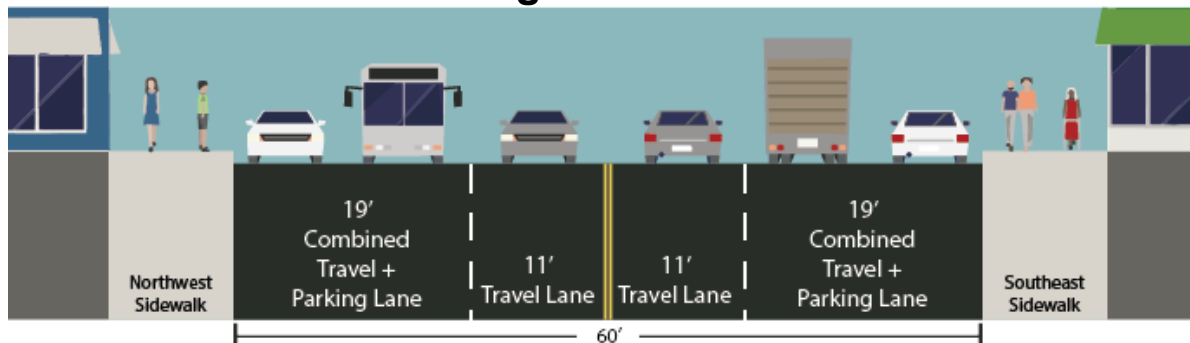 19'
Combined
Travel +
Parking Lane
11'
Travel Lane
11'
Travel Lane
19'
Combined
Travel +
Parking Lane
Northwest
Sidewalk
Southeast
Sidewalk
60'